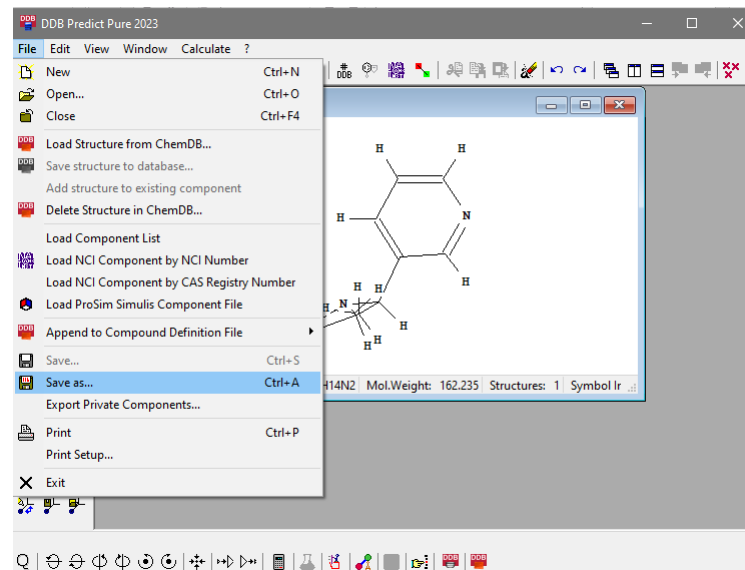 DDB Predict Pure 2023
File Edit View Window Calculate ?
New Ctrl+N
Open... Ctrl+O
Close Ctrl+F4
Load Structure from ChemDB...
Save structure to database...
Add structure to existing component
Delete Structure in ChemDB...
Load Component List
Load NCI Component by NCI Number
Load NCI Component by CAS Registry Number
Load ProSim Simulis Component File
Append to Compound Definition File
Save... Ctrl+S
Save as... Ctrl+A
Export Private Components...
Print Ctrl+P
Print Setup...
Exit
DDB
H H
H N
H H H
H N H
H H
H14N2 Mol.Weight: 162.235 Structures: 1 Symbol Ir
Q
DDB DDB